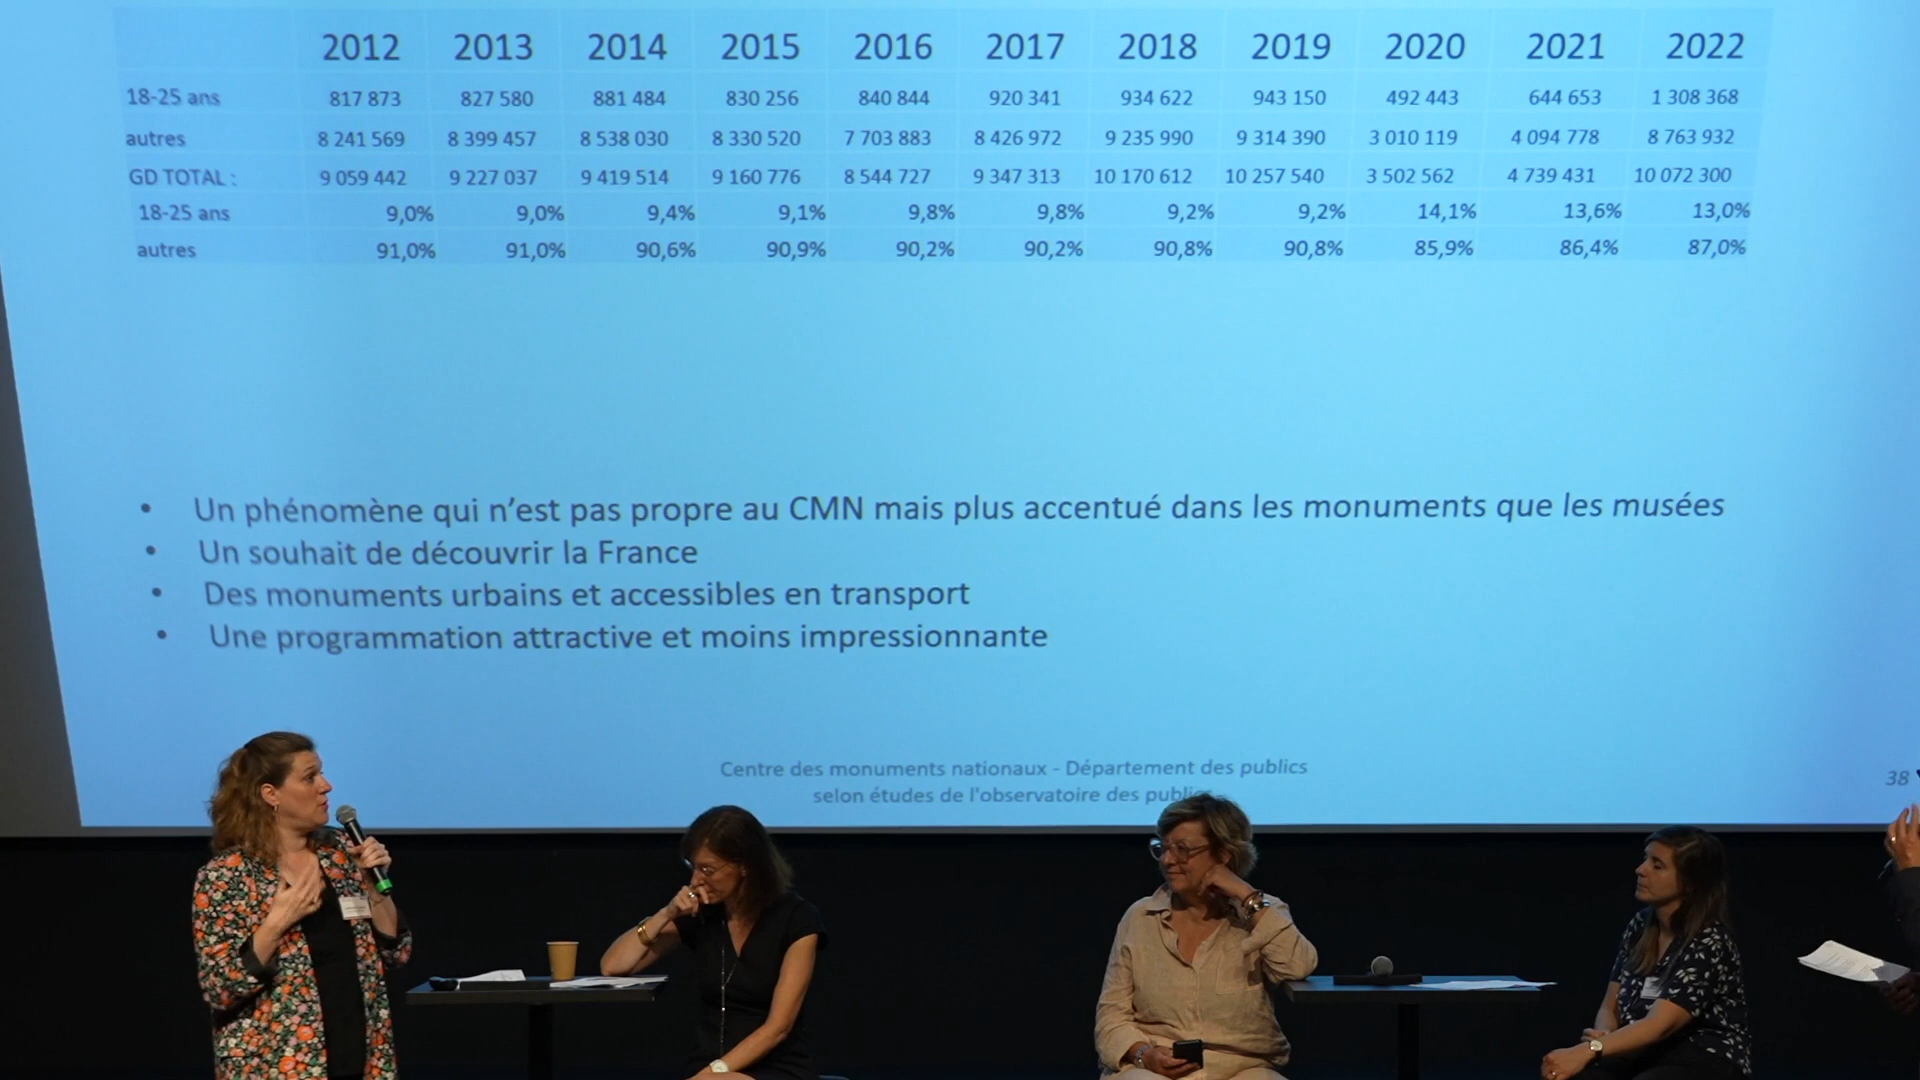 2012 2013 2014 2015 2016 2017 2018 2019 2020 2021 2022
18-25 ans 817 873 827 580 881 484 830 256 840 844 920 341 934 622 943 150 492 443 644 653 1 308 368
autres 8 241 569 8 399 457 8 538 030 8 330 520 7 703 883 8 426 972 9 235 990 9 314 390 3 010 119 4 094 778 8 763 932
GD TOTAL : 9 059 442 9 227 037 9 419 514 9 160 776 8 544 727 9 347 313 10 170 612 10 257 540 3 502 562 4 739 431 10 072 300
18-25 ans 9,0% 9,0% 9,4% 9,1% 9,8% 9,8% 9,2% 9,2% 14,1% 13,6% 13,0%
autres 91,0% 91,0% 90,6% 90,9% 90,2% 90,2% 90,8% 90,8% 85,9% 86,4% 87,0%
• Un phénomène qui n’est pas propre au CMN mais plus accentué dans les monuments que les musées
• Un souhait de découvrir la France
• Des monuments urbains et accessibles en transport
• Une programmation attractive et moins impressionnante
Centre des monuments nationaux - Département des publics
selon études de l'observatoire des publics
38